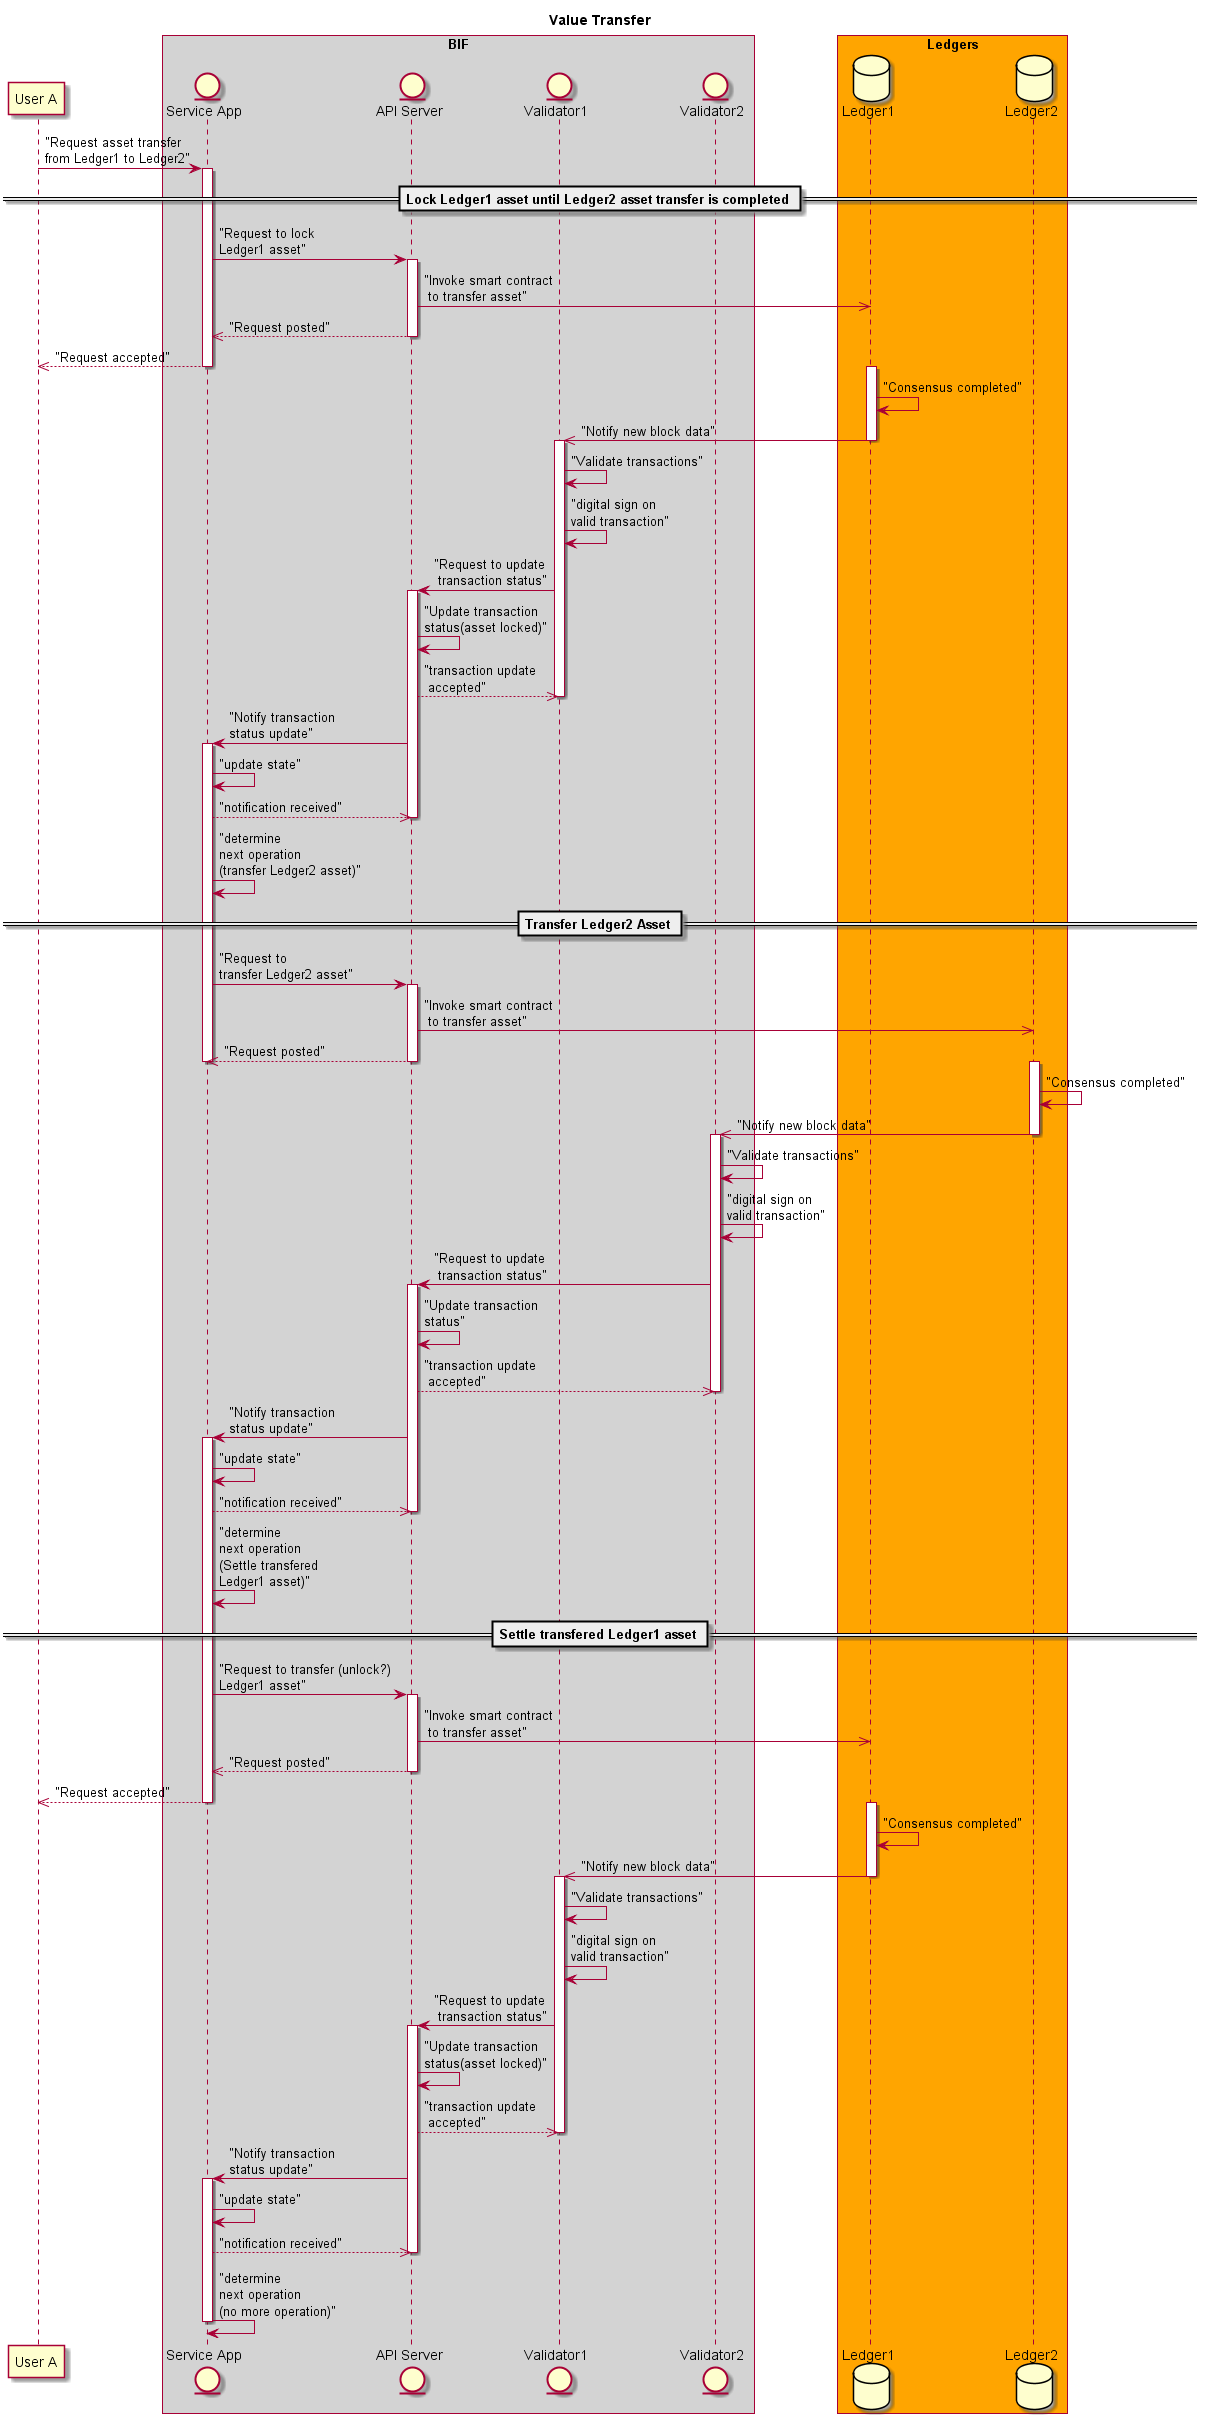 Value Transfer
BIF
Ledgers
User A
Service App
API Server
Validator1
Validator2
Ledger1
Ledger2
"Request asset transfer
from Ledger1 to Ledger2"
Lock Ledger1 asset until Ledger2 asset transfer is completed
"Request to lock
Ledger1 asset"
"Invoke smart contract
to transfer asset"
"Request posted"
"Request accepted"
"Consensus completed"
"Notify new block data"
"Validate transactions"
"digital sign on
valid transaction"
"Request to update
transaction status"
"Update transaction
status(asset locked)"
"transaction update
accepted"
"Notify transaction
status update"
"update state"
"notification received"
"determine
next operation
(transfer Ledger2 asset)"
Transfer Ledger2 Asset
"Request to
transfer Ledger2 asset"
"Invoke smart contract
to transfer asset"
"Request posted"
"Consensus completed"
"Notify new block data"
"Validate transactions"
"digital sign on
valid transaction"
"Request to update
transaction status"
"Update transaction
status"
"transaction update
accepted"
"Notify transaction
status update"
"update state"
"notification received"
"determine
next operation
(Settle transfered
Ledger1 asset)"
Settle transfered Ledger1 asset
"Request to transfer (unlock?)
Ledger1 asset"
"Invoke smart contract
to transfer asset"
"Request posted"
"Request accepted"
"Consensus completed"
"Notify new block data"
"Validate transactions"
"digital sign on
valid transaction"
"Request to update
transaction status"
"Update transaction
status(asset locked)"
"transaction update
accepted"
"Notify transaction
status update"
"update state"
"notification received"
"determine
next operation
(no more operation)"
User A
Service App
API Server
Validator1
Validator2
Ledger1
Ledger2